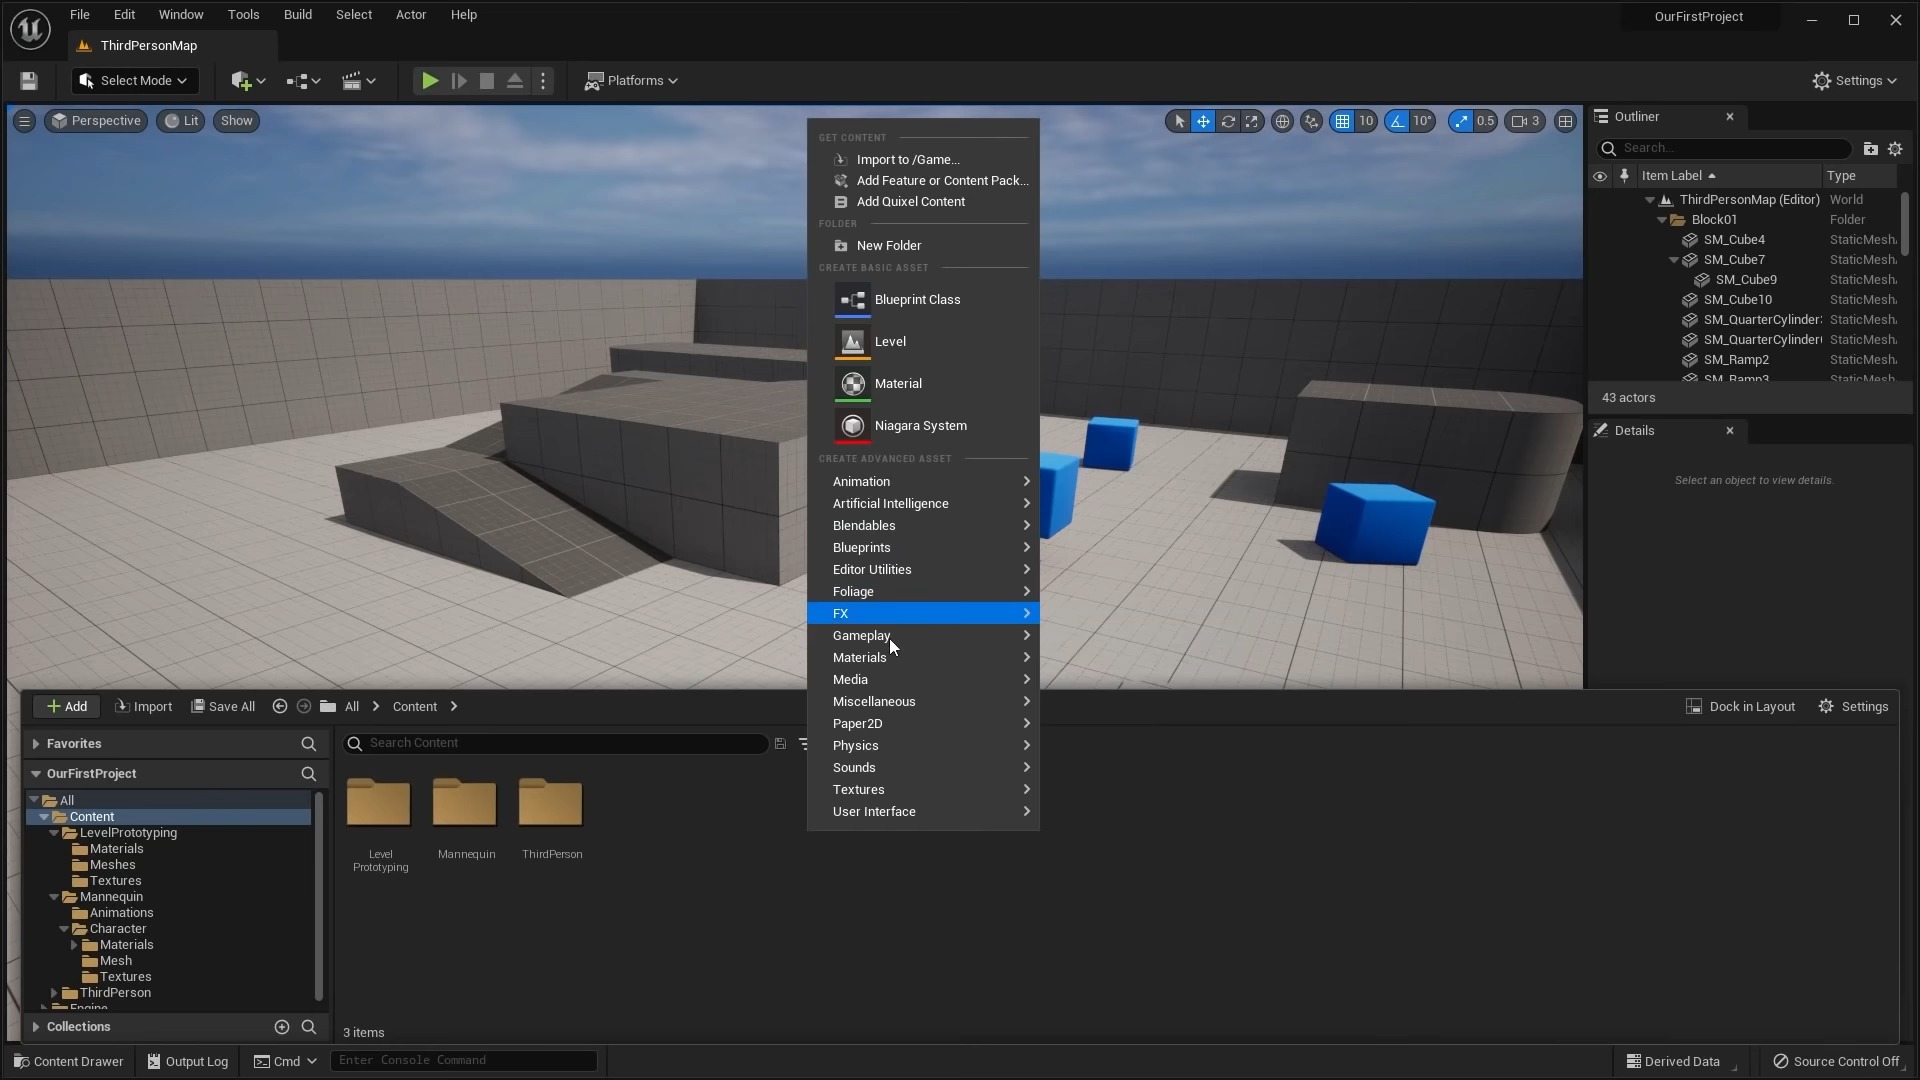 File Edit Window Tools Build Select Actor Help
OurFirstProject
ThirdPersonMap
Select Mode
Platforms
Settings
Perspective Lit Show
10 10° 0.5 3
Outliner
Search...
Item Label Type
ThirdPersonMap (Editor) World
Block01 Folder
SM_Cube4 StaticMesh
SM_Cube7 StaticMesh
SM_Cube9 StaticMesh
SM_Cube10 StaticMesh
SM_QuarterCylinder StaticMesh
SM_QuarterCylinder StaticMesh
SM_Ramp2 StaticMesh
SM_Ramp3 StaticMesh
43 actors
Details
Select an object to view details.
GET CONTENT
Import to /Game...
Add Feature or Content Pack...
Add Quixel Content
FOLDER
New Folder
CREATE BASIC ASSET
Blueprint Class
Level
Material
Niagara System
CREATE ADVANCED ASSET
Animation
Artificial Intelligence
Blendables
Blueprints
Editor Utilities
Foliage
FX
Gameplay
Materials
Media
Miscellaneous
Paper2D
Physics
Sounds
Textures
User Interface
Add Import Save All All Content
Dock in Layout Settings
Favorites
OurFirstProject
All
Content
LevelPrototyping
Materials
Meshes
Textures
Mannequin
Animations
Character
Materials
Mesh
Textures
ThirdPerson
Engine
Collections
Search Content
Level
Prototyping
Mannequin
ThirdPerson
3 items
Content Drawer Output Log Cmd Enter Console Command
Derived Data Source Control Off